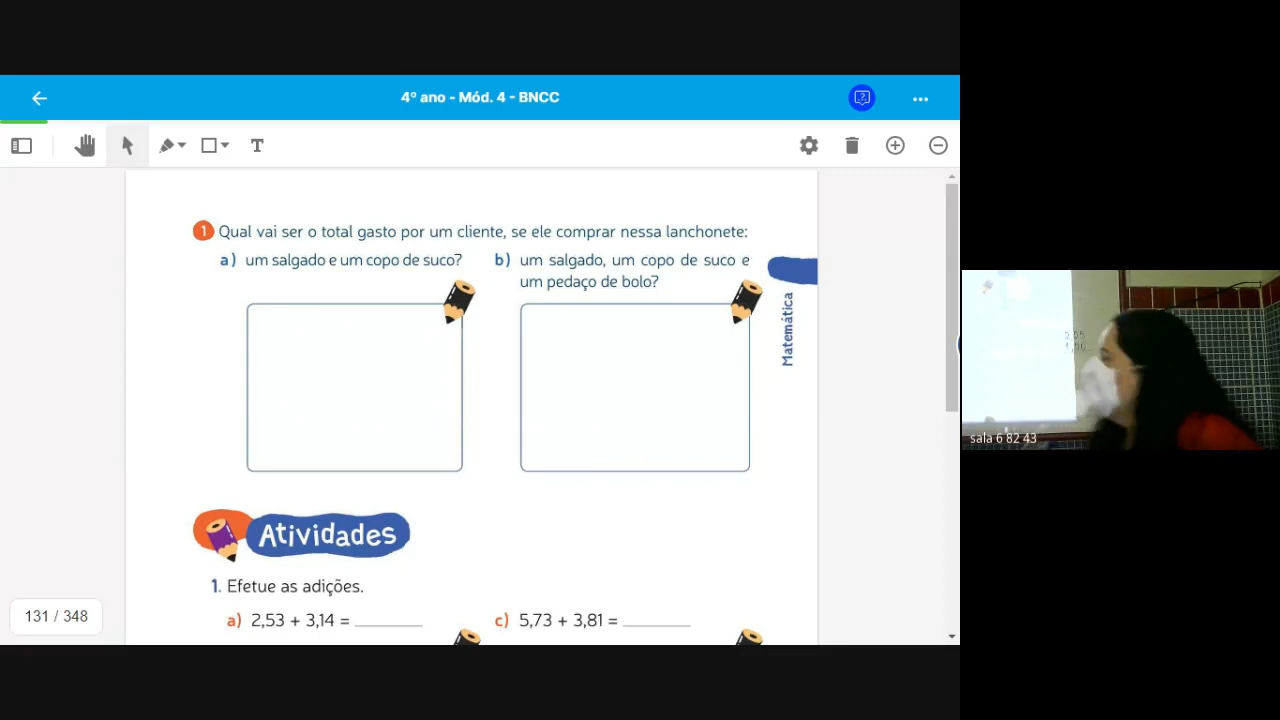 4º ano - Mód. 4 - BNCC
T
1 Qual vai ser o total gasto por um cliente, se ele comprar nessa lanchonete:
a) um salgado e um copo de suco?
b) um salgado, um copo de suco e
um pedaço de bolo?
Matemática
Atividades
1. Efetue as adições.
a) 2,53 + 3,14 = ________
c) 5,73 + 3,81 = ________
131 / 348
sala 6 82 43